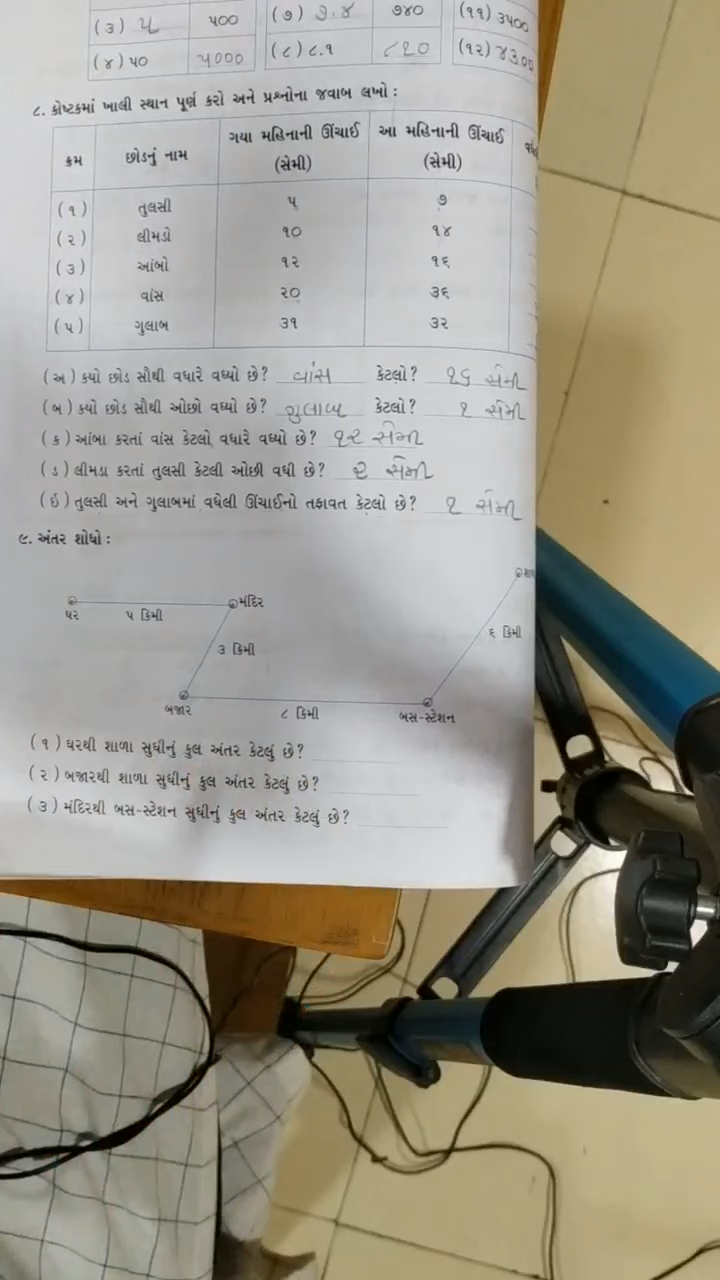 (૩) ૫ ૫૦૦ (૭) ૭.૪ ૭૪૦ (૧૧) ૩૫૦૦
(૪) ૫૦ ૫૦૦૦ (૮) ૮.૧ ૮૧૦ (૧૨) ૪૩૦૦
૮. કોષ્ટકમાં ખાલી સ્થાન પૂર્ણ કરો અને પ્રશ્નોના જવાબ લખો :
ક્રમ છોડનું નામ ગયા મહિનાની ઊંચાઈ (સેમી) આ મહિનાની ઊંચાઈ (સેમી)
(૧) તુલસી ૫ ૭
(૨) લીમડો ૧૦ ૧૪
(૩) આંબો ૧૨ ૧૬
(૪) વાંસ ૨૦ ૩૬
(૫) ગુલાબ ૩૧ ૩૨
(અ) કયો છોડ સૌથી વધારે વધ્યો છે? વાંસ કેટલો? ૧૬ સેમી
(બ) કયો છોડ સૌથી ઓછો વધ્યો છે? ગુલાબ કેટલો? ૧ સેમી
(ક) આંબા કરતાં વાંસ કેટલો વધારે વધ્યો છે? ૧૨ સેમી
(ડ) લીમડા કરતાં તુલસી કેટલી ઓછી વધી છે? ૨ સેમી
(ઇ) તુલસી અને ગુલાબમાં વધેલી ઊંચાઈનો તફાવત કેટલો છે? ૧ સેમી
૯. અંતર શોધો :
ઘર ૫ કિમી મંદિર
૩ કિમી ૬ કિમી
બજાર ૮ કિમી બસ-સ્ટેશન
(૧) ઘરથી શાળા સુધીનું કુલ અંતર કેટલું છે?
(૨) બજારથી શાળા સુધીનું કુલ અંતર કેટલું છે?
(૩) મંદિરથી બસ-સ્ટેશન સુધીનું કુલ અંતર કેટલું છે?